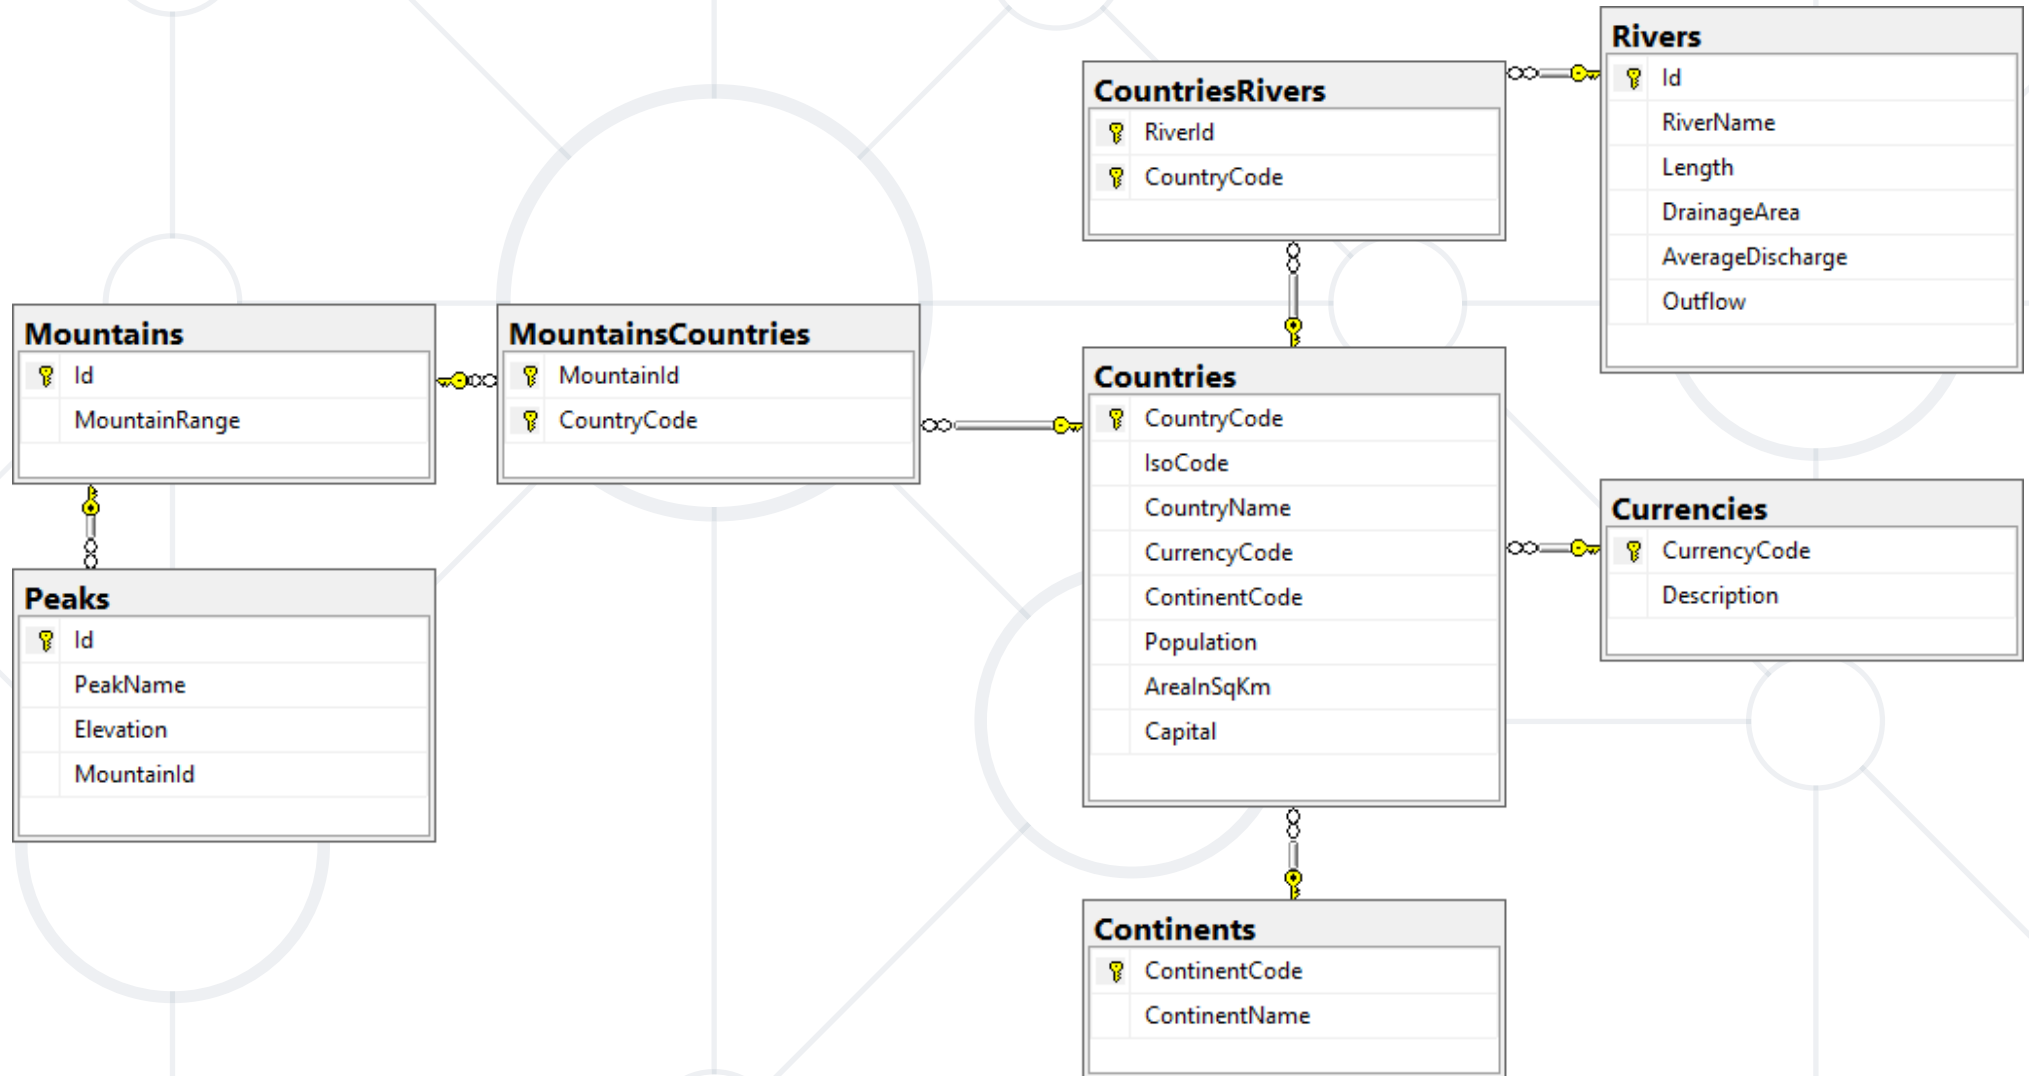 Rivers
Id
RiverName
Length
DrainageArea
AverageDischarge
Outflow
CountriesRivers
RiverId
CountryCode
Mountains
Id
MountainRange
MountainsCountries
MountainId
CountryCode
Countries
CountryCode
IsoCode
CountryName
CurrencyCode
ContinentCode
Population
AreaInSqKm
Capital
Currencies
CurrencyCode
Description
Peaks
Id
PeakName
Elevation
MountainId
Continents
ContinentCode
ContinentName